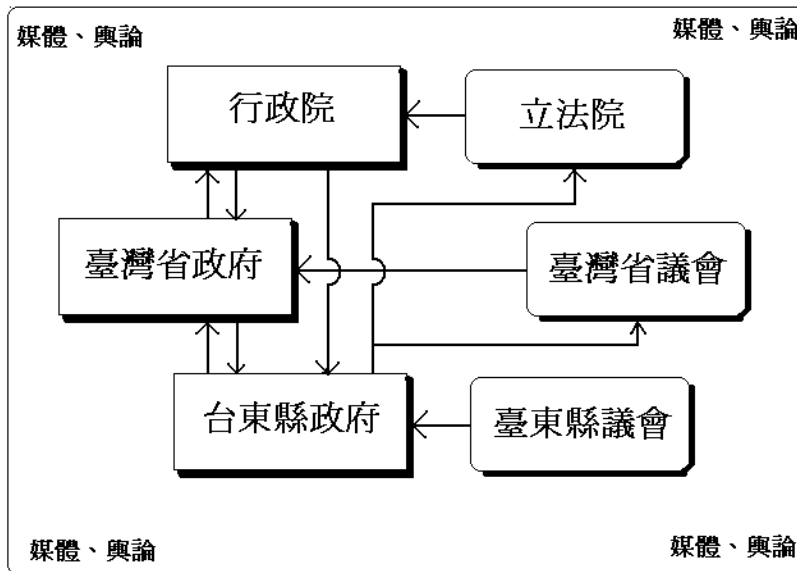 媒體、輿論
媒體、輿論
行政院
立法院
臺灣省政府
臺灣省議會
台東縣政府
臺東縣議會
媒體、輿論
媒體、輿論